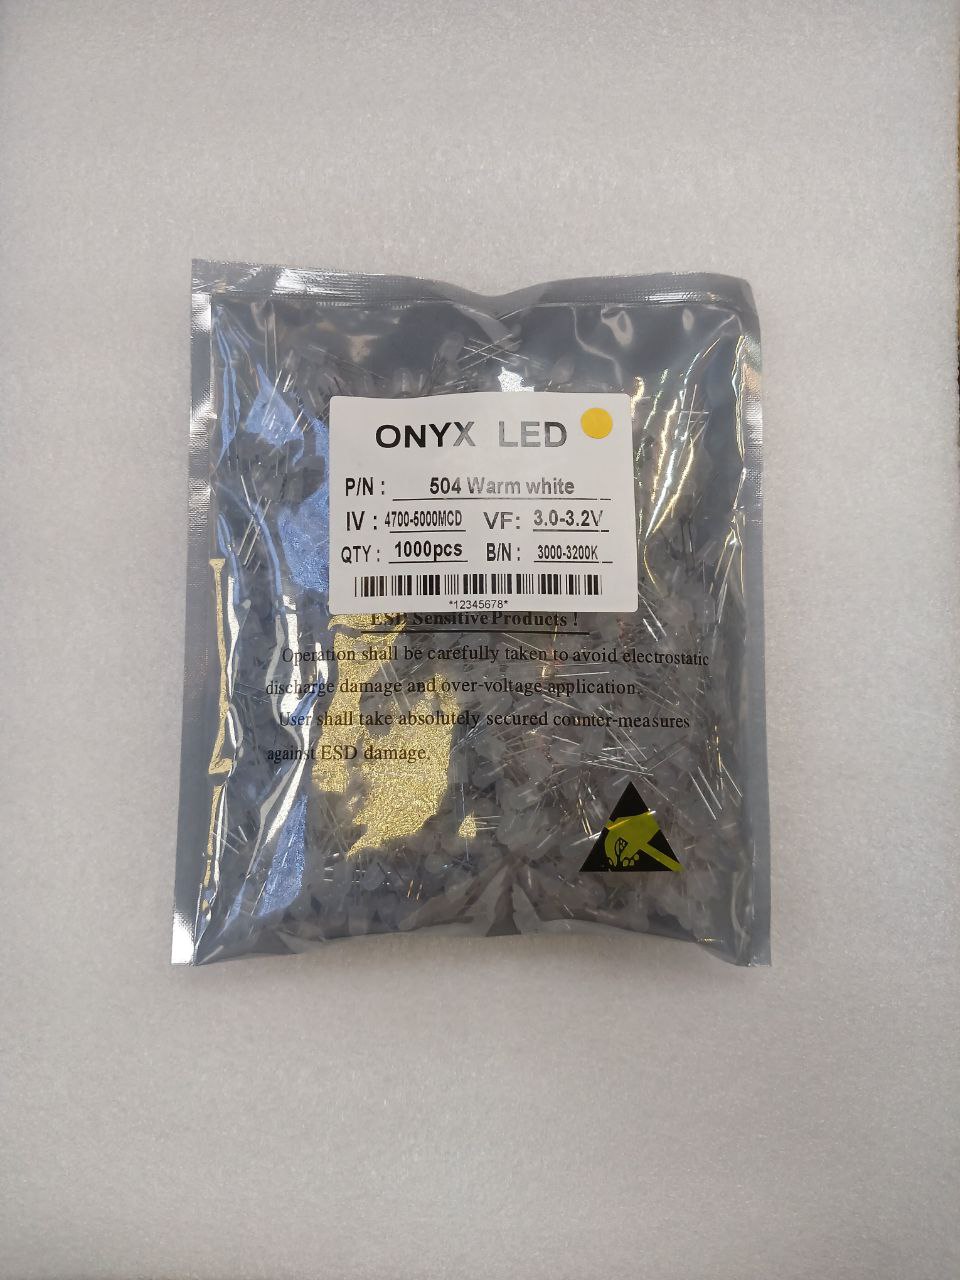 ONYX LED
P/N : 504 Warm white
IV : 4700-5000MCD VF: 3.0-3.2V
QTY : 1000pcs B/N : 3000-3200K
*12345678*
ESD Sensitive Products !
Operation shall be carefully taken to avoid electrostatic
discharge damage and over-voltage application.
User shall take absolutely secured counter-measures
against ESD damage.